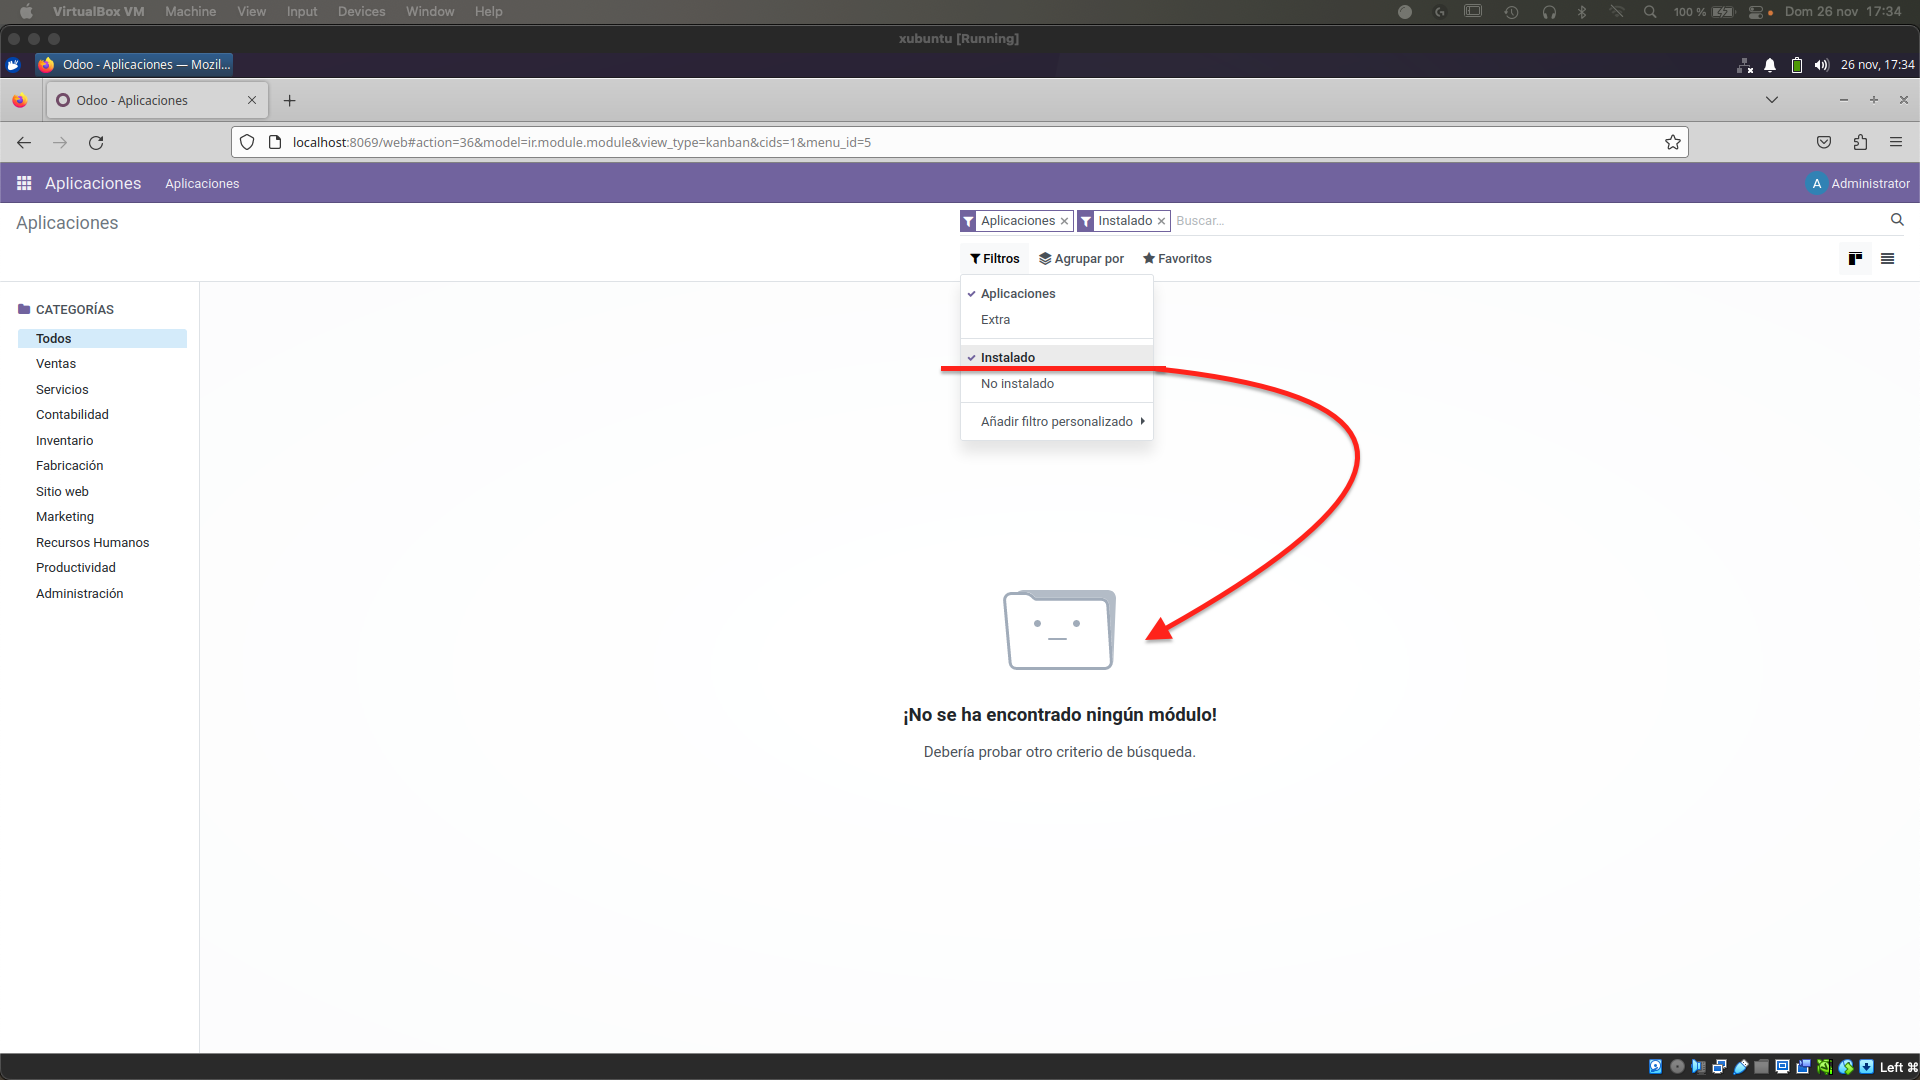 VirtualBox VM Machine View Input Devices Window Help 100 % Dom 26 nov 17:34
xubuntu [Running]
Odoo - Aplicaciones — Mozil... 26 nov, 17:34
Odoo - Aplicaciones
localhost:8069/web#action=36&model=ir.module.module&view_type=kanban&cids=1&menu_id=5
Aplicaciones Aplicaciones A Administrator
Aplicaciones
Aplicaciones Instalado Buscar...
Filtros Agrupar por Favoritos
Aplicaciones
Extra
Instalado
No instalado
Añadir filtro personalizado
CATEGORÍAS
Todos
Ventas
Servicios
Contabilidad
Inventario
Fabricación
Sitio web
Marketing
Recursos Humanos
Productividad
Administración
¡No se ha encontrado ningún módulo!
Debería probar otro criterio de búsqueda.
Left ⌘